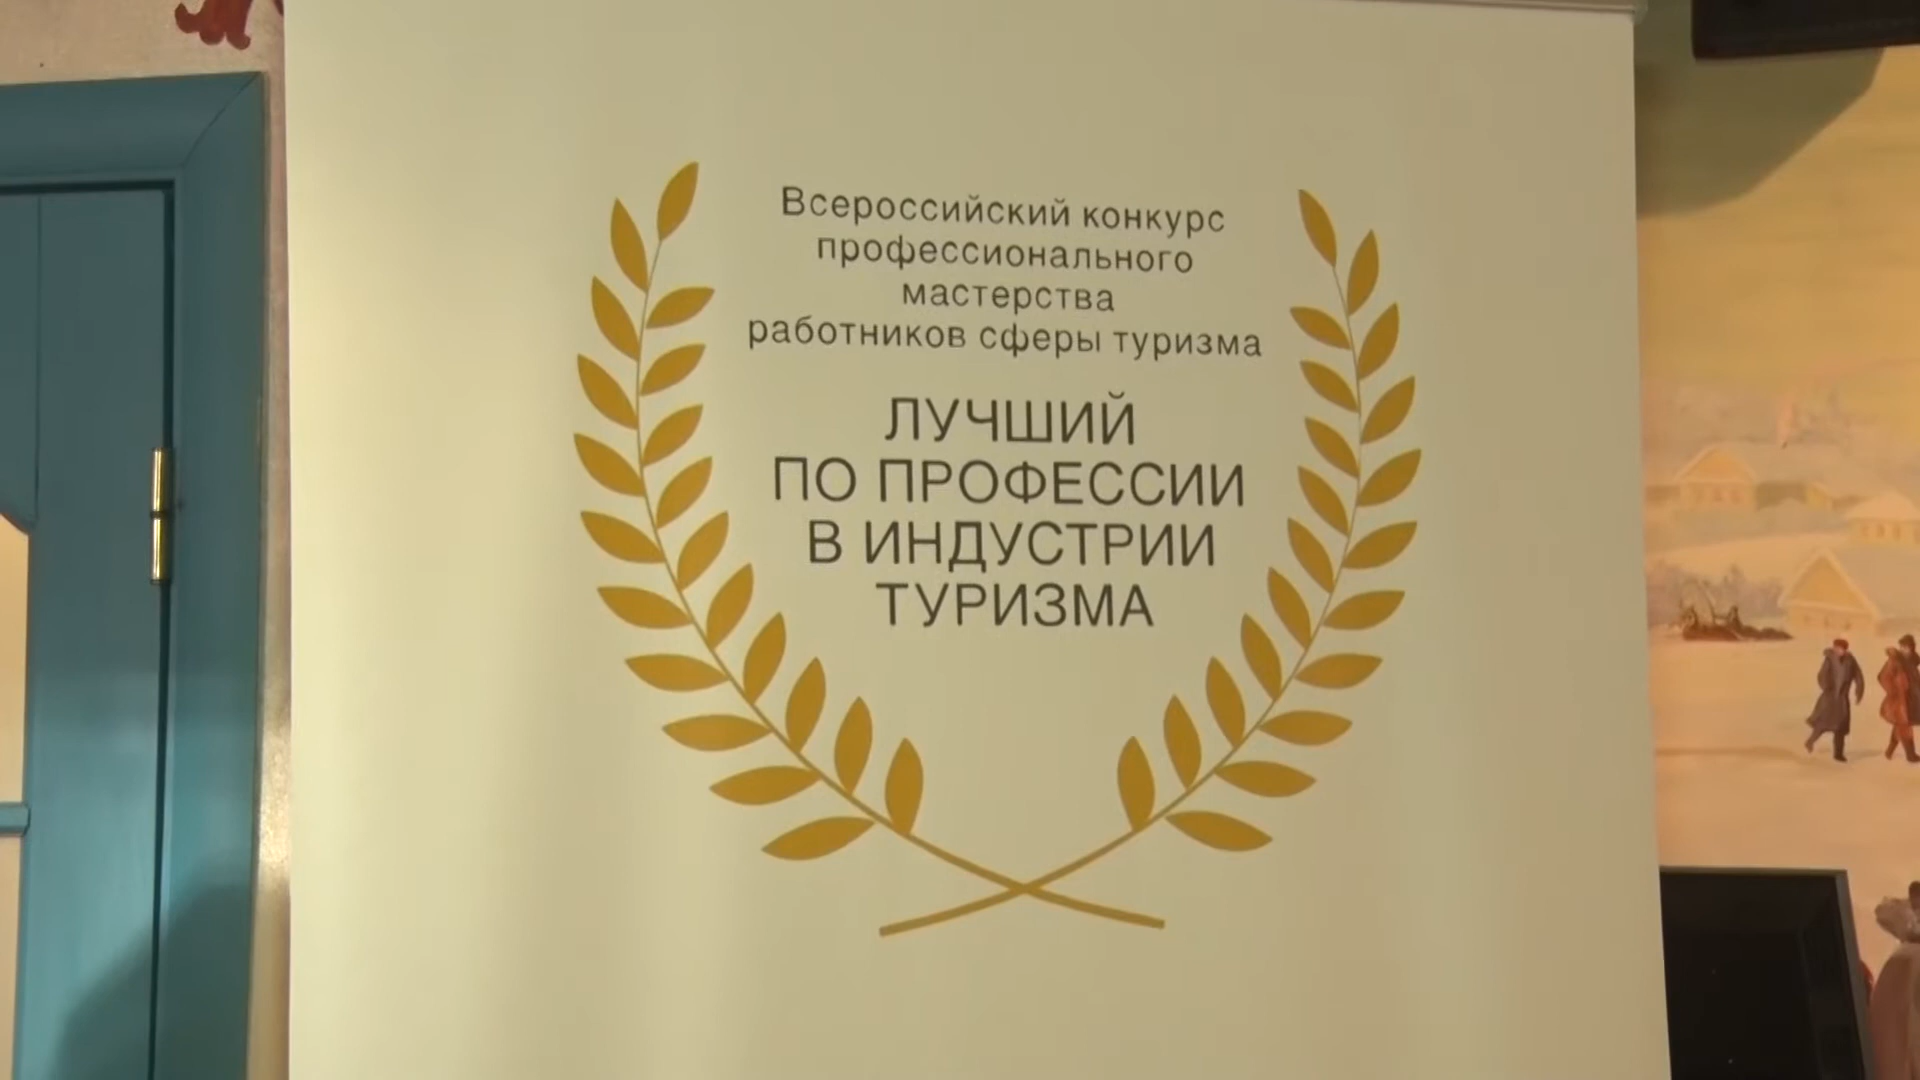 Всероссийский конкурс
профессионального
мастерства
работников сферы туризма
ЛУЧШИЙ
ПО ПРОФЕССИИ
В ИНДУСТРИИ
ТУРИЗМА